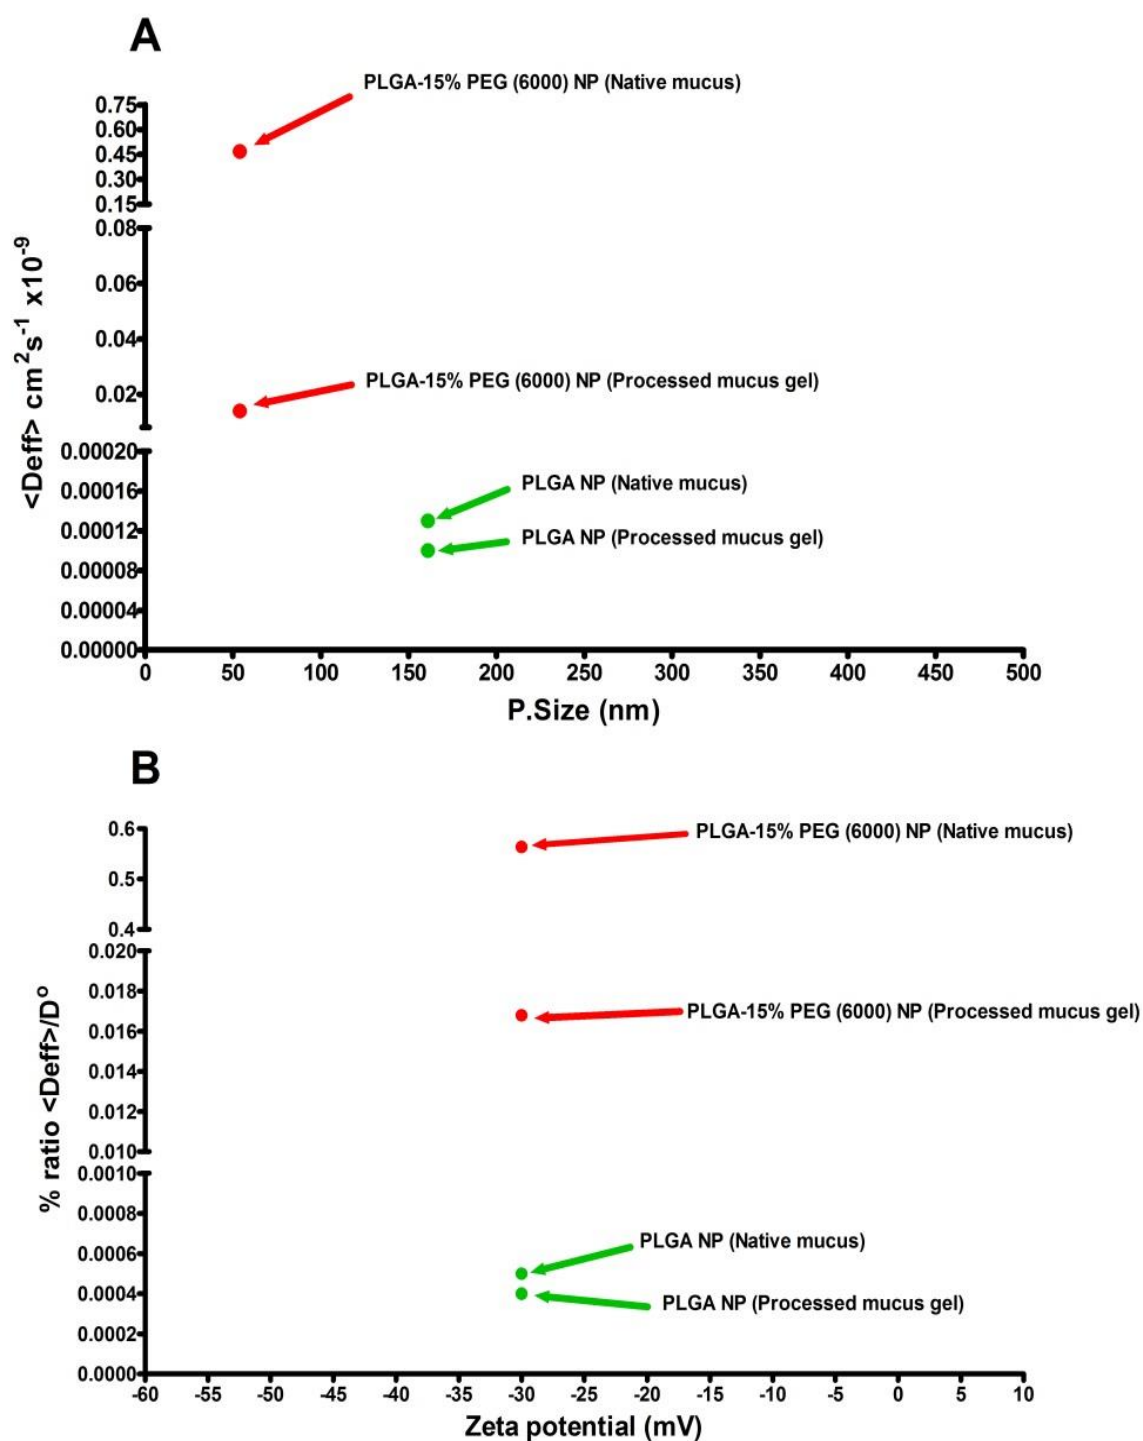 A
PLGA-15% PEG (6000) NP (Native mucus)
0.75
0.60
0.45
0.30
0.15
0.08
0.06
0.04
PLGA-15% PEG (6000) NP (Processed mucus gel)
0.02
<Deff> cm²s⁻¹ x10⁻⁹
0.00020
0.00016
PLGA NP (Native mucus)
0.00012
PLGA NP (Processed mucus gel)
0.00008
0.00004
0.00000
0 50 100 150 200 250 300 350 400 450 500
P.Size (nm)
B
0.6
PLGA-15% PEG (6000) NP (Native mucus)
0.5
0.4
0.020
0.018
PLGA-15% PEG (6000) NP (Processed mucus gel)
0.016
0.014
0.012
0.010
% ratio <Deff>/D°
0.0010
0.0008
PLGA NP (Native mucus)
0.0006
0.0004
PLGA NP (Processed mucus gel)
0.0002
0.0000
-60 -55 -50 -45 -40 -35 -30 -25 -20 -15 -10 -5 0 5 10
Zeta potential (mV)